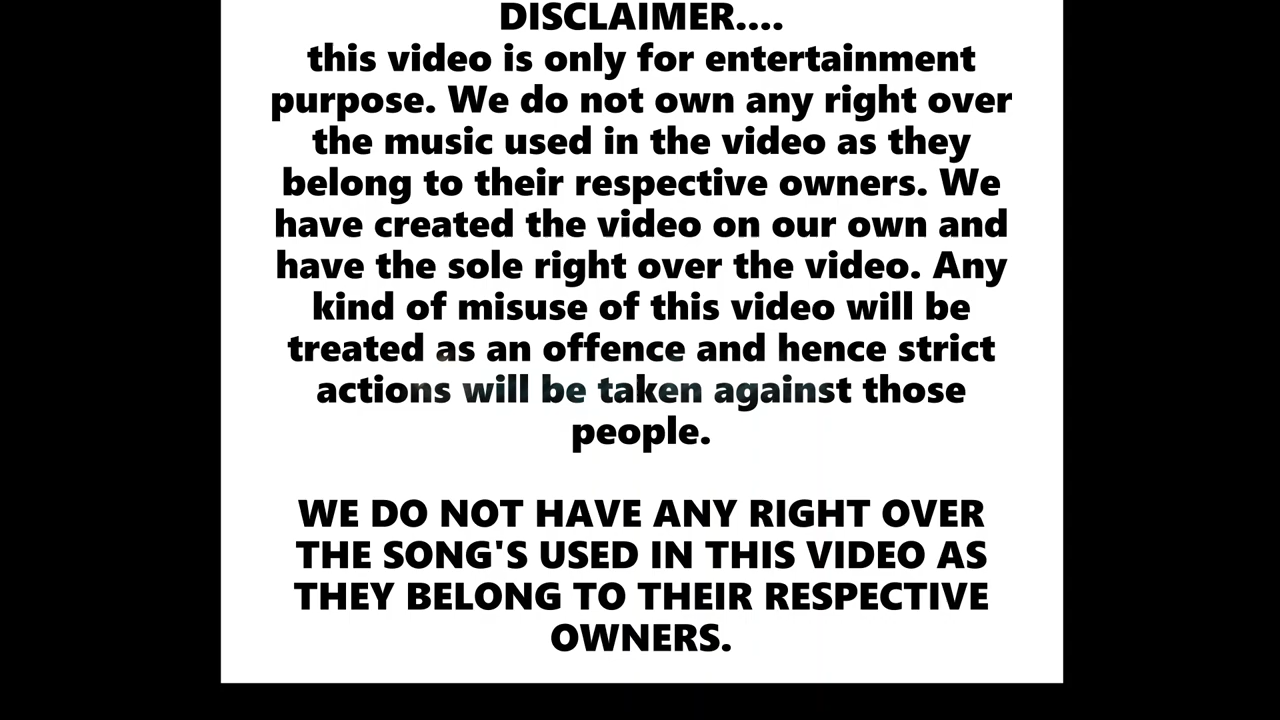 DISCLAIMER....
this video is only for entertainment
purpose. We do not own any right over
the music used in the video as they
belong to their respective owners. We
have created the video on our own and
have the sole right over the video. Any
kind of misuse of this video will be
treated as an offence and hence strict
actions will be taken against those
people.
WE DO NOT HAVE ANY RIGHT OVER
THE SONG'S USED IN THIS VIDEO AS
THEY BELONG TO THEIR RESPECTIVE
OWNERS.